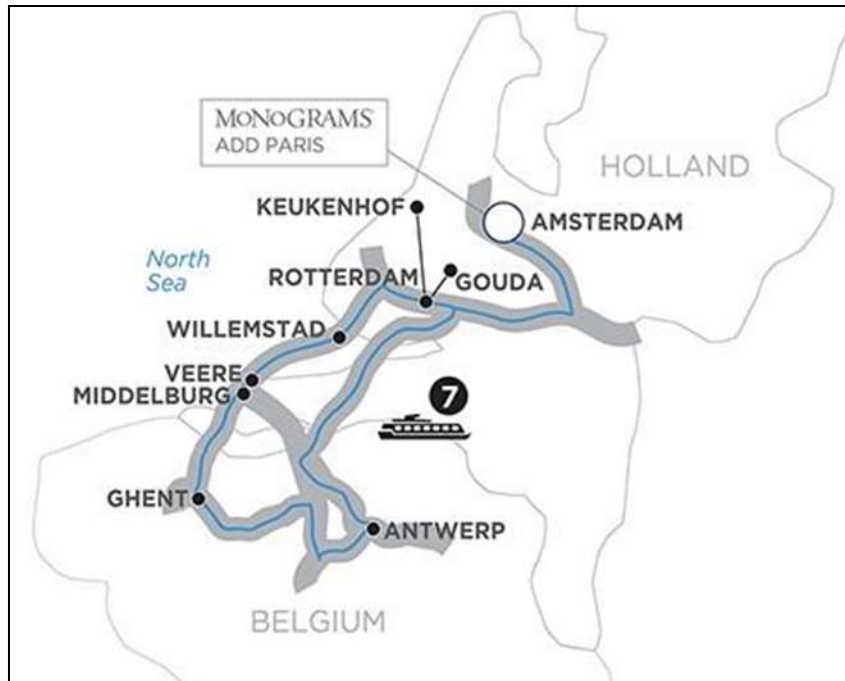 MONOGRAMS
ADD PARIS
HOLLAND
KEUKENHOF
AMSTERDAM
North
Sea
ROTTERDAM
GOUDA
WILLEMSTAD
VEERE
MIDDELBURG
7
GHENT
ANTWERP
BELGIUM